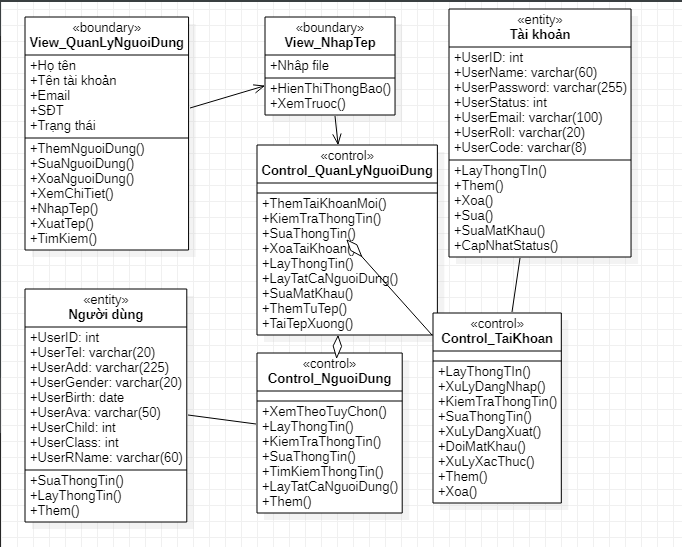 «boundary»
View_QuanLyNguoiDung
+Họ tên
+Tên tài khoản
+Email
+SĐT
+Trạng thái
+ThemNguoiDung()
+SuaNguoiDung()
+XoaNguoiDung()
+XemChiTiet()
+NhapTep()
+XuatTep()
+TimKiem()
«boundary»
View_NhapTep
+Nhâp file
+HienThiThongBao()
+XemTruoc()
«entity»
Tài khoản
+UserID: int
+UserName: varchar(60)
+UserPassword: varchar(255)
+UserStatus: int
+UserEmail: varchar(100)
+UserRoll: varchar(20)
+UserCode: varchar(8)
+LayThongTIn()
+Them()
+Xoa()
+Sua()
+SuaMatKhau()
+CapNhatStatus()
«control»
Control_QuanLyNguoiDung
+ThemTaiKhoanMoi()
+KiemTraThongTin()
+SuaThongTin()
+XoaTaiKhoan()
+LayThongTin()
+LayTatCaNguoiDung()
+SuaMatKhau()
+ThemTuTep()
+TaiTepXuong()
«entity»
Người dùng
+UserID: int
+UserTel: varchar(20)
+UserAdd: varchar(225)
+UserGender: varchar(20)
+UserBirth: date
+UserAva: varchar(50)
+UserChild: int
+UserClass: int
+UserRName: varchar(60)
+SuaThongTin()
+LayThongTin()
+Them()
«control»
Control_NguoiDung
+XemTheoTuyChon()
+LayThongTin()
+KiemTraThongTin()
+SuaThongTin()
+TimKiemThongTin()
+LayTatCaNguoiDung()
+Them()
«control»
Control_TaiKhoan
+LayThongTIn()
+XuLyDangNhap()
+KiemTraThongTin()
+SuaThongTin()
+XuLyDangXuat()
+DoiMatKhau()
+XuLyXacThuc()
+Them()
+Xoa()